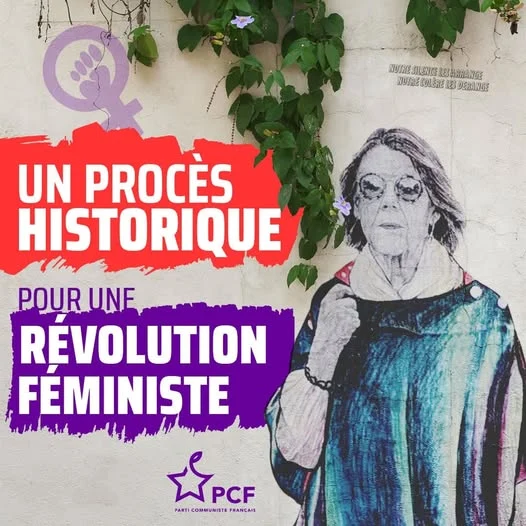 NOTRE SILENCE LES ARRANGE
NOTRE COLÈRE LES DÉRANGE
UN PROCÈS
HISTORIQUE
POUR UNE
RÉVOLUTION
FÉMINISTE
PCF
PARTI COMMUNISTE FRANÇAIS